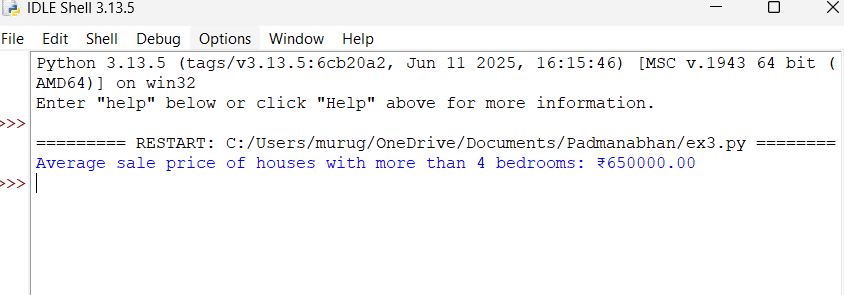 IDLE Shell 3.13.5
File Edit Shell Debug Options Window Help
Python 3.13.5 (tags/v3.13.5:6cb20a2, Jun 11 2025, 16:15:46) [MSC v.1943 64 bit (
AMD64)] on win32
Enter "help" below or click "Help" above for more information.
>>>
========= RESTART: C:/Users/murug/OneDrive/Documents/Padmanabhan/ex3.py ========
Average sale price of houses with more than 4 bedrooms: ₹650000.00
>>>